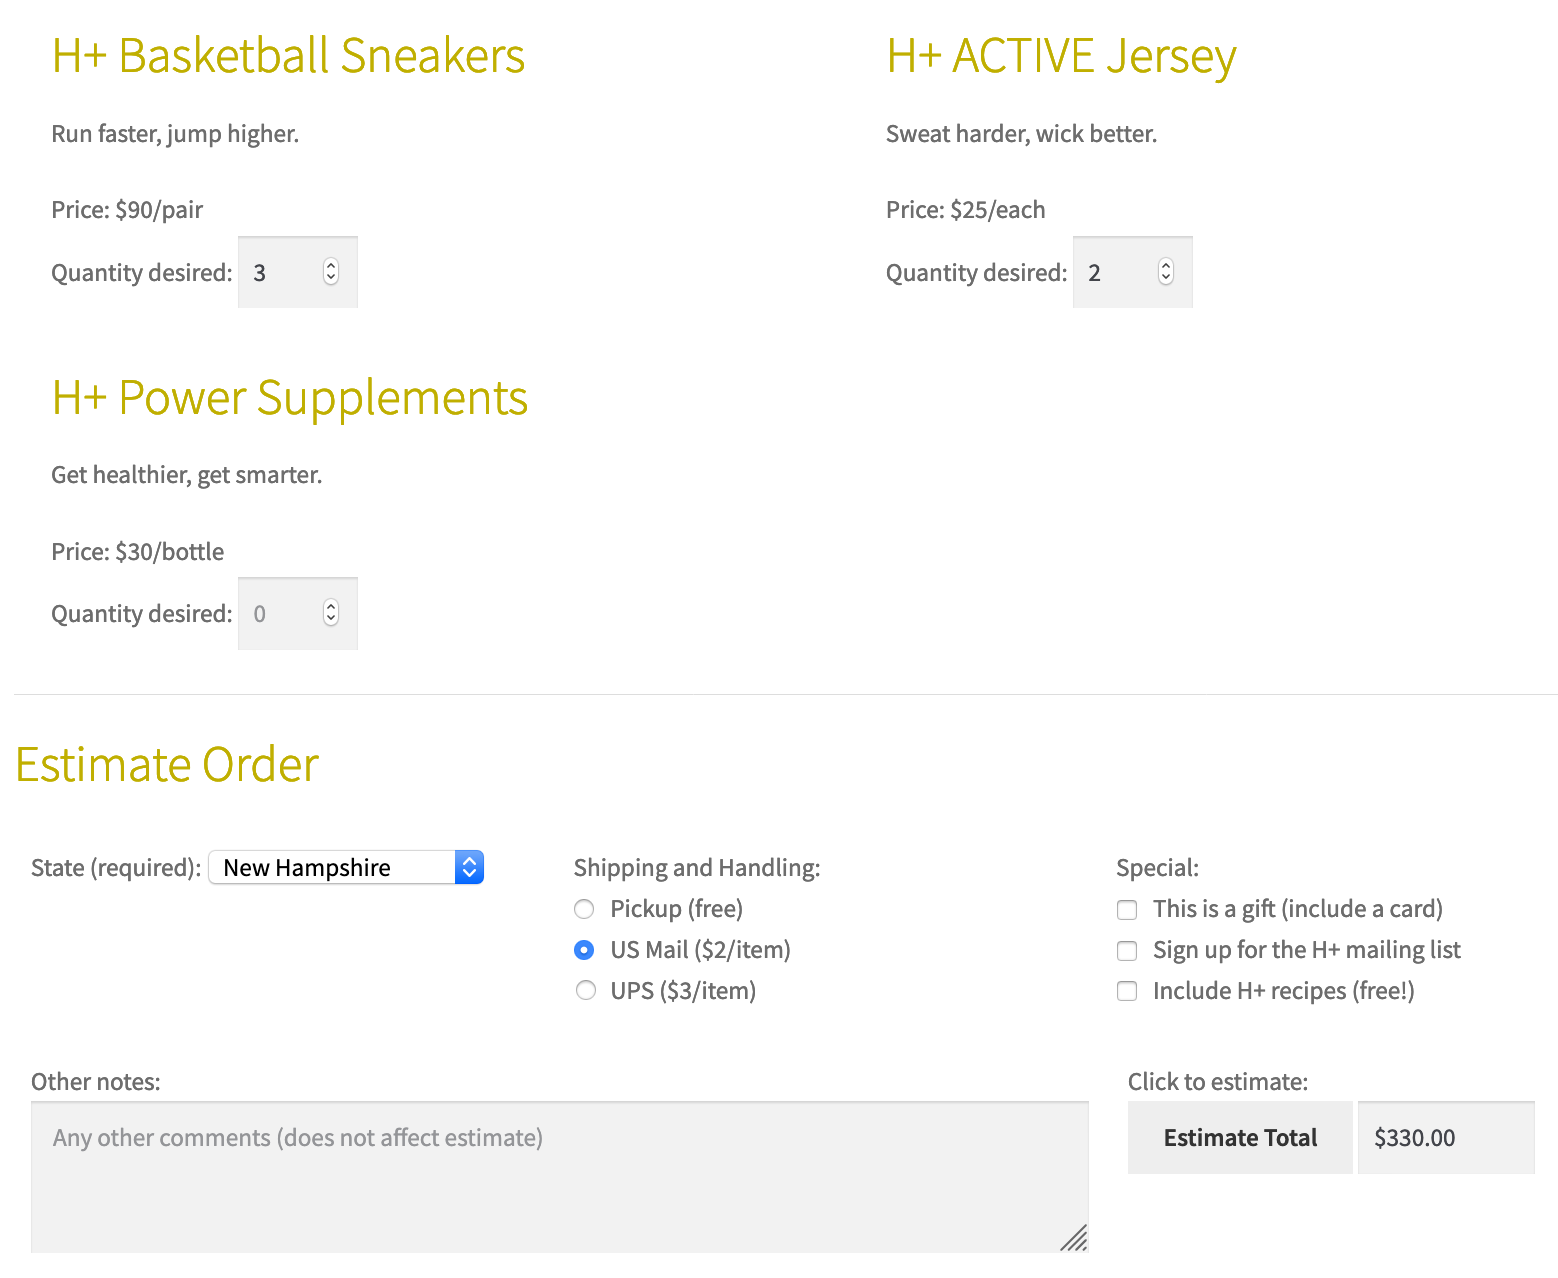 H+ Basketball Sneakers
Run faster, jump higher.
Price: $90/pair
Quantity desired: 3
H+ ACTIVE Jersey
Sweat harder, wick better.
Price: $25/each
Quantity desired: 2
H+ Power Supplements
Get healthier, get smarter.
Price: $30/bottle
Quantity desired: 0
Estimate Order
State (required): New Hampshire
Shipping and Handling:
Pickup (free)
US Mail ($2/item)
UPS ($3/item)
Special:
This is a gift (include a card)
Sign up for the H+ mailing list
Include H+ recipes (free!)
Other notes:
Any other comments (does not affect estimate)
Click to estimate:
Estimate Total $330.00